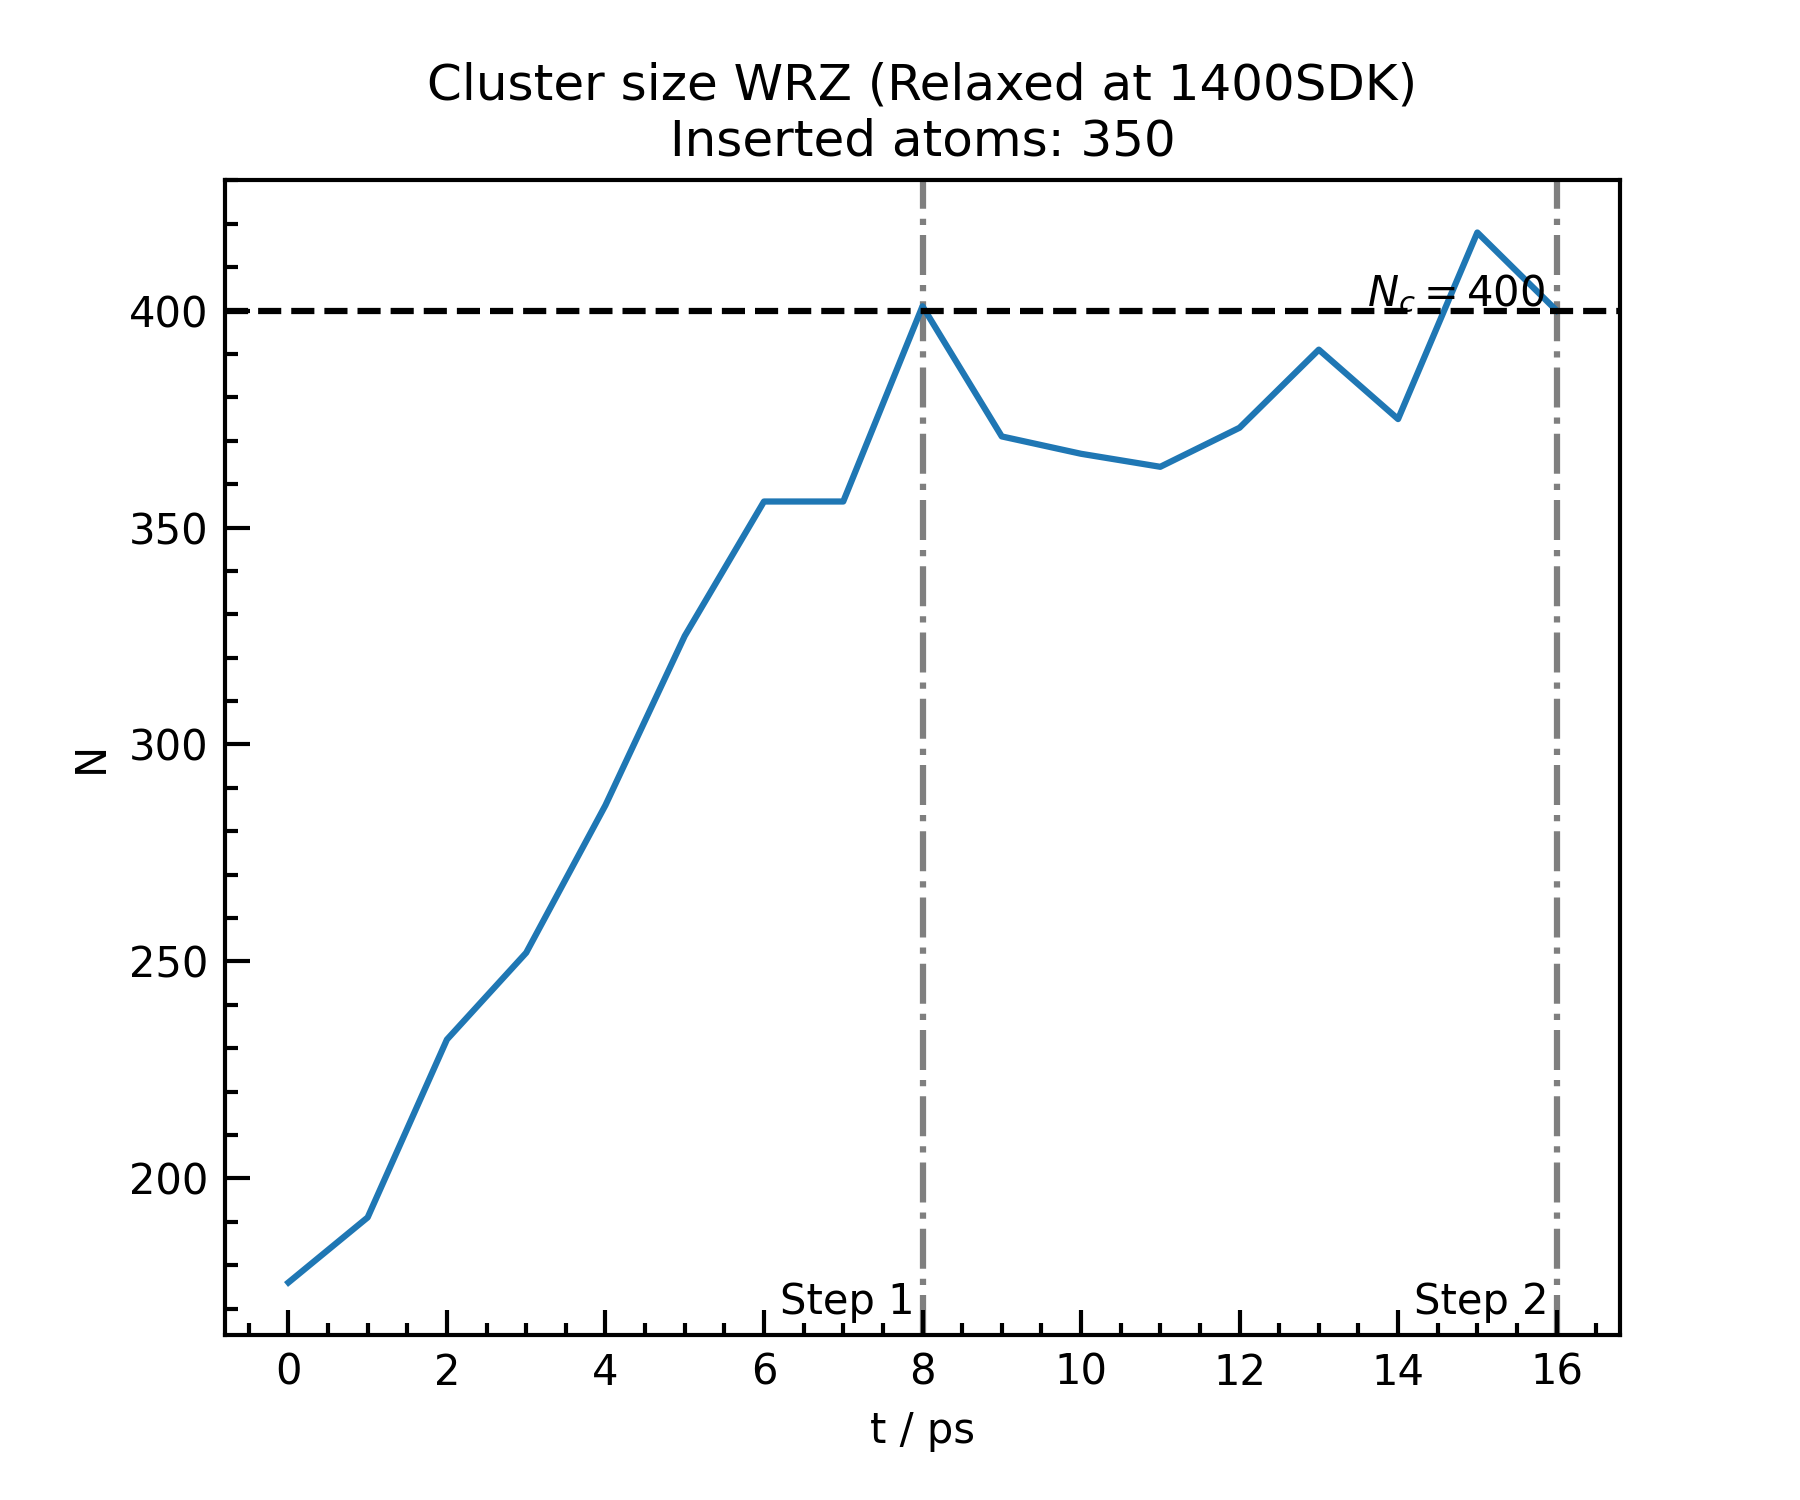 Cluster size WRZ (Relaxed at 1400SDK)
Inserted atoms: 350
N_c = 400
400
350
300
250
200
N
Step 1
Step 2
0 2 4 6 8 10 12 14 16
t / ps